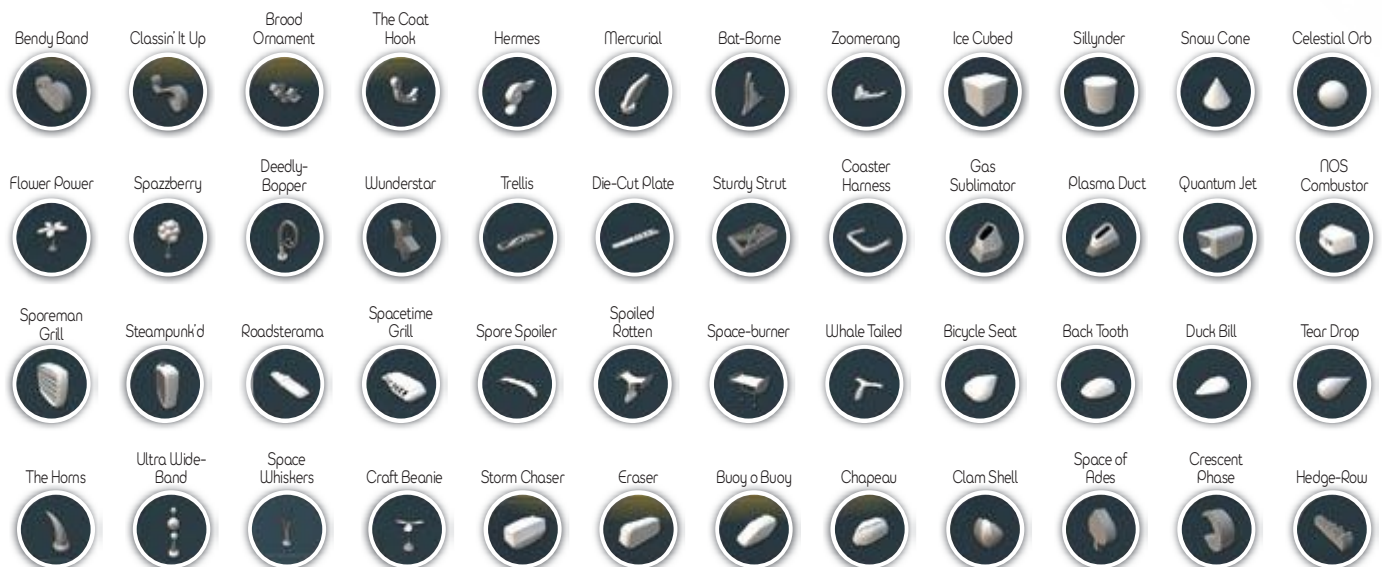 Bendy Band
Classin' It Up
Brood
Ornament
The Coat
Hook
Hermes
Mercurial
Bat-Borne
Zoomerang
Ice Cubed
Sillynder
Snow Cone
Celestial Orb
Flower Power
Spazzberry
Deedly-
Bopper
Wunderstar
Trellis
Die-Cut Plate
Sturdy Strut
Coaster
Harness
Gas
Sublimator
Plasma Duct
Quantum Jet
NOS
Combustor
Sporeman
Grill
Steampunk'd
Roadsterama
Spacetime
Grill
Spore Spoiler
Spoiled
Rotten
Space-burner
Whale Tailed
Bicycle Seat
Back Tooth
Duck Bill
Tear Drop
The Horns
Ultra Wide-
Band
Space
Whiskers
Craft Beanie
Storm Chaser
Eraser
Buoy o Buoy
Chapeau
Clam Shell
Space of
Ades
Crescent
Phase
Hedge-Row